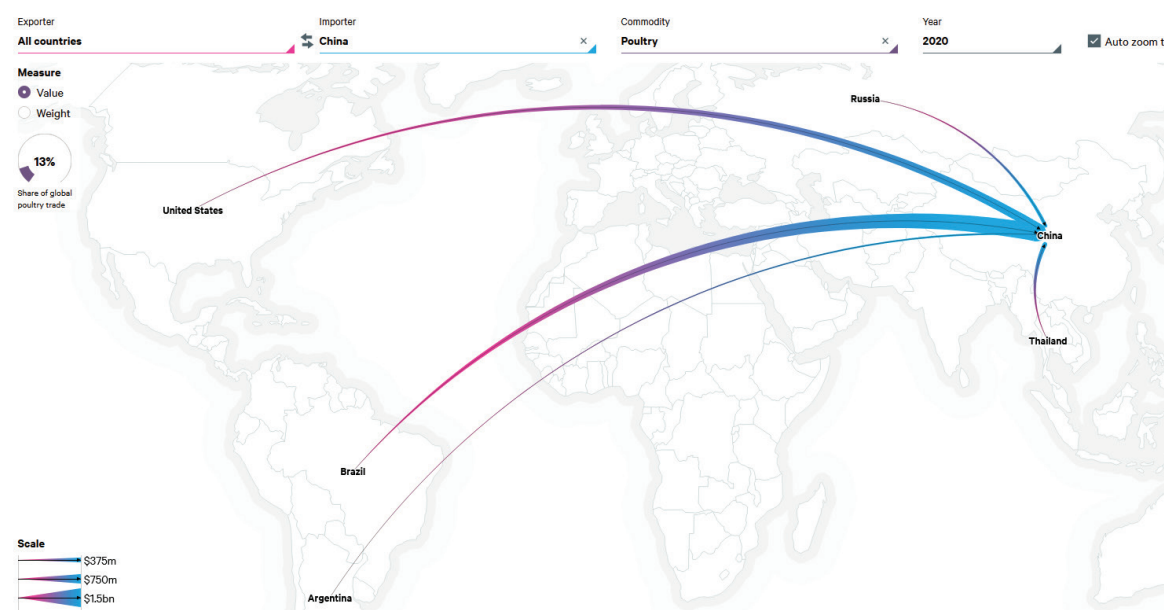 Exporter
All countries
Importer
China
Commodity
Poultry
Year
2020
Auto zoom t
Measure
Value
Weight
13%
Share of global
poultry trade
Russia
United States
China
Thailand
Brazil
Argentina
Scale
$375m
$750m
$1.5bn